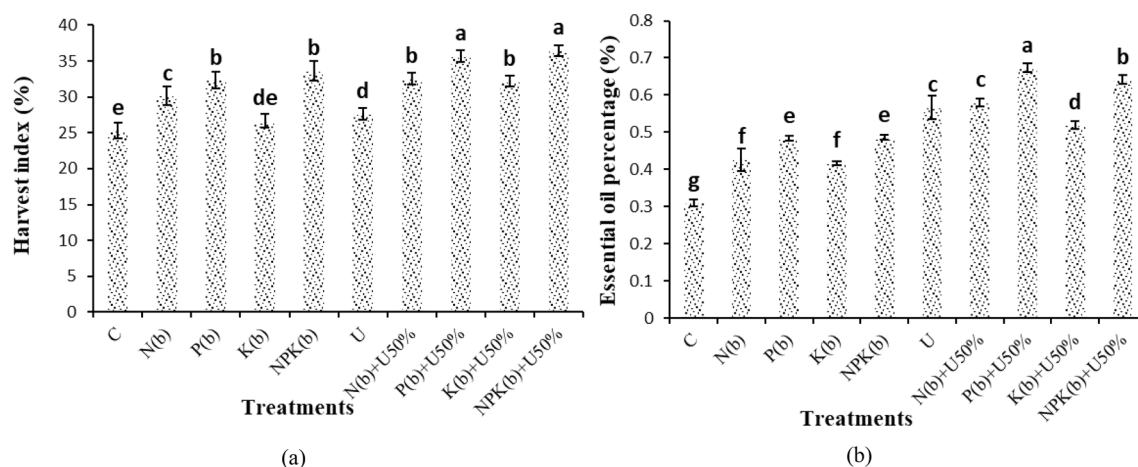 Harvest index (%)
40
35
30
25
20
15
10
5
0
e
c
b
de
b
d
b
a
b
a
C
N(b)
P(b)
K(b)
NPK(b)
U
N(b)+U50%
P(b)+U50%
K(b)+U50%
NPK(b)+U50%
Treatments
(a)
Essential oil percentage (%)
0.8
0.7
0.6
0.5
0.4
0.3
0.2
0.1
0
g
f
e
f
e
c
c
a
d
b
C
N(b)
P(b)
K(b)
NPK(b)
U
N(b)+U50%
P(b)+U50%
K(b)+U50%
NPK(b)+U50%
Treatments
(b)